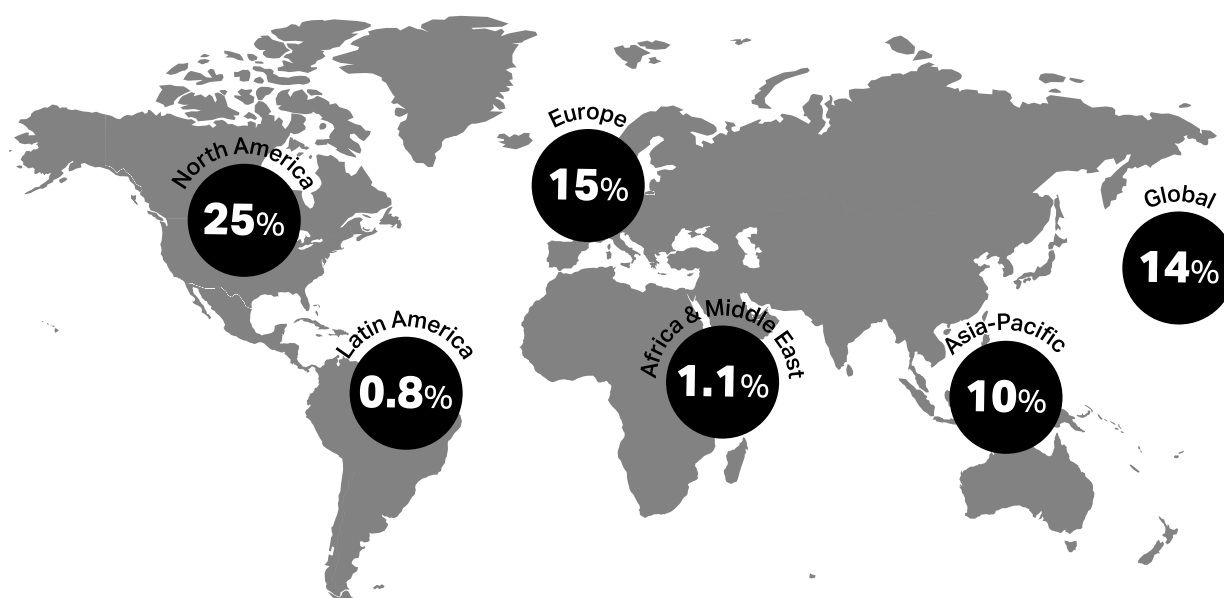 North America
25%
Europe
15%
Global
14%
Latin America
0.8%
Africa & Middle East
1.1%
Asia-Pacific
10%